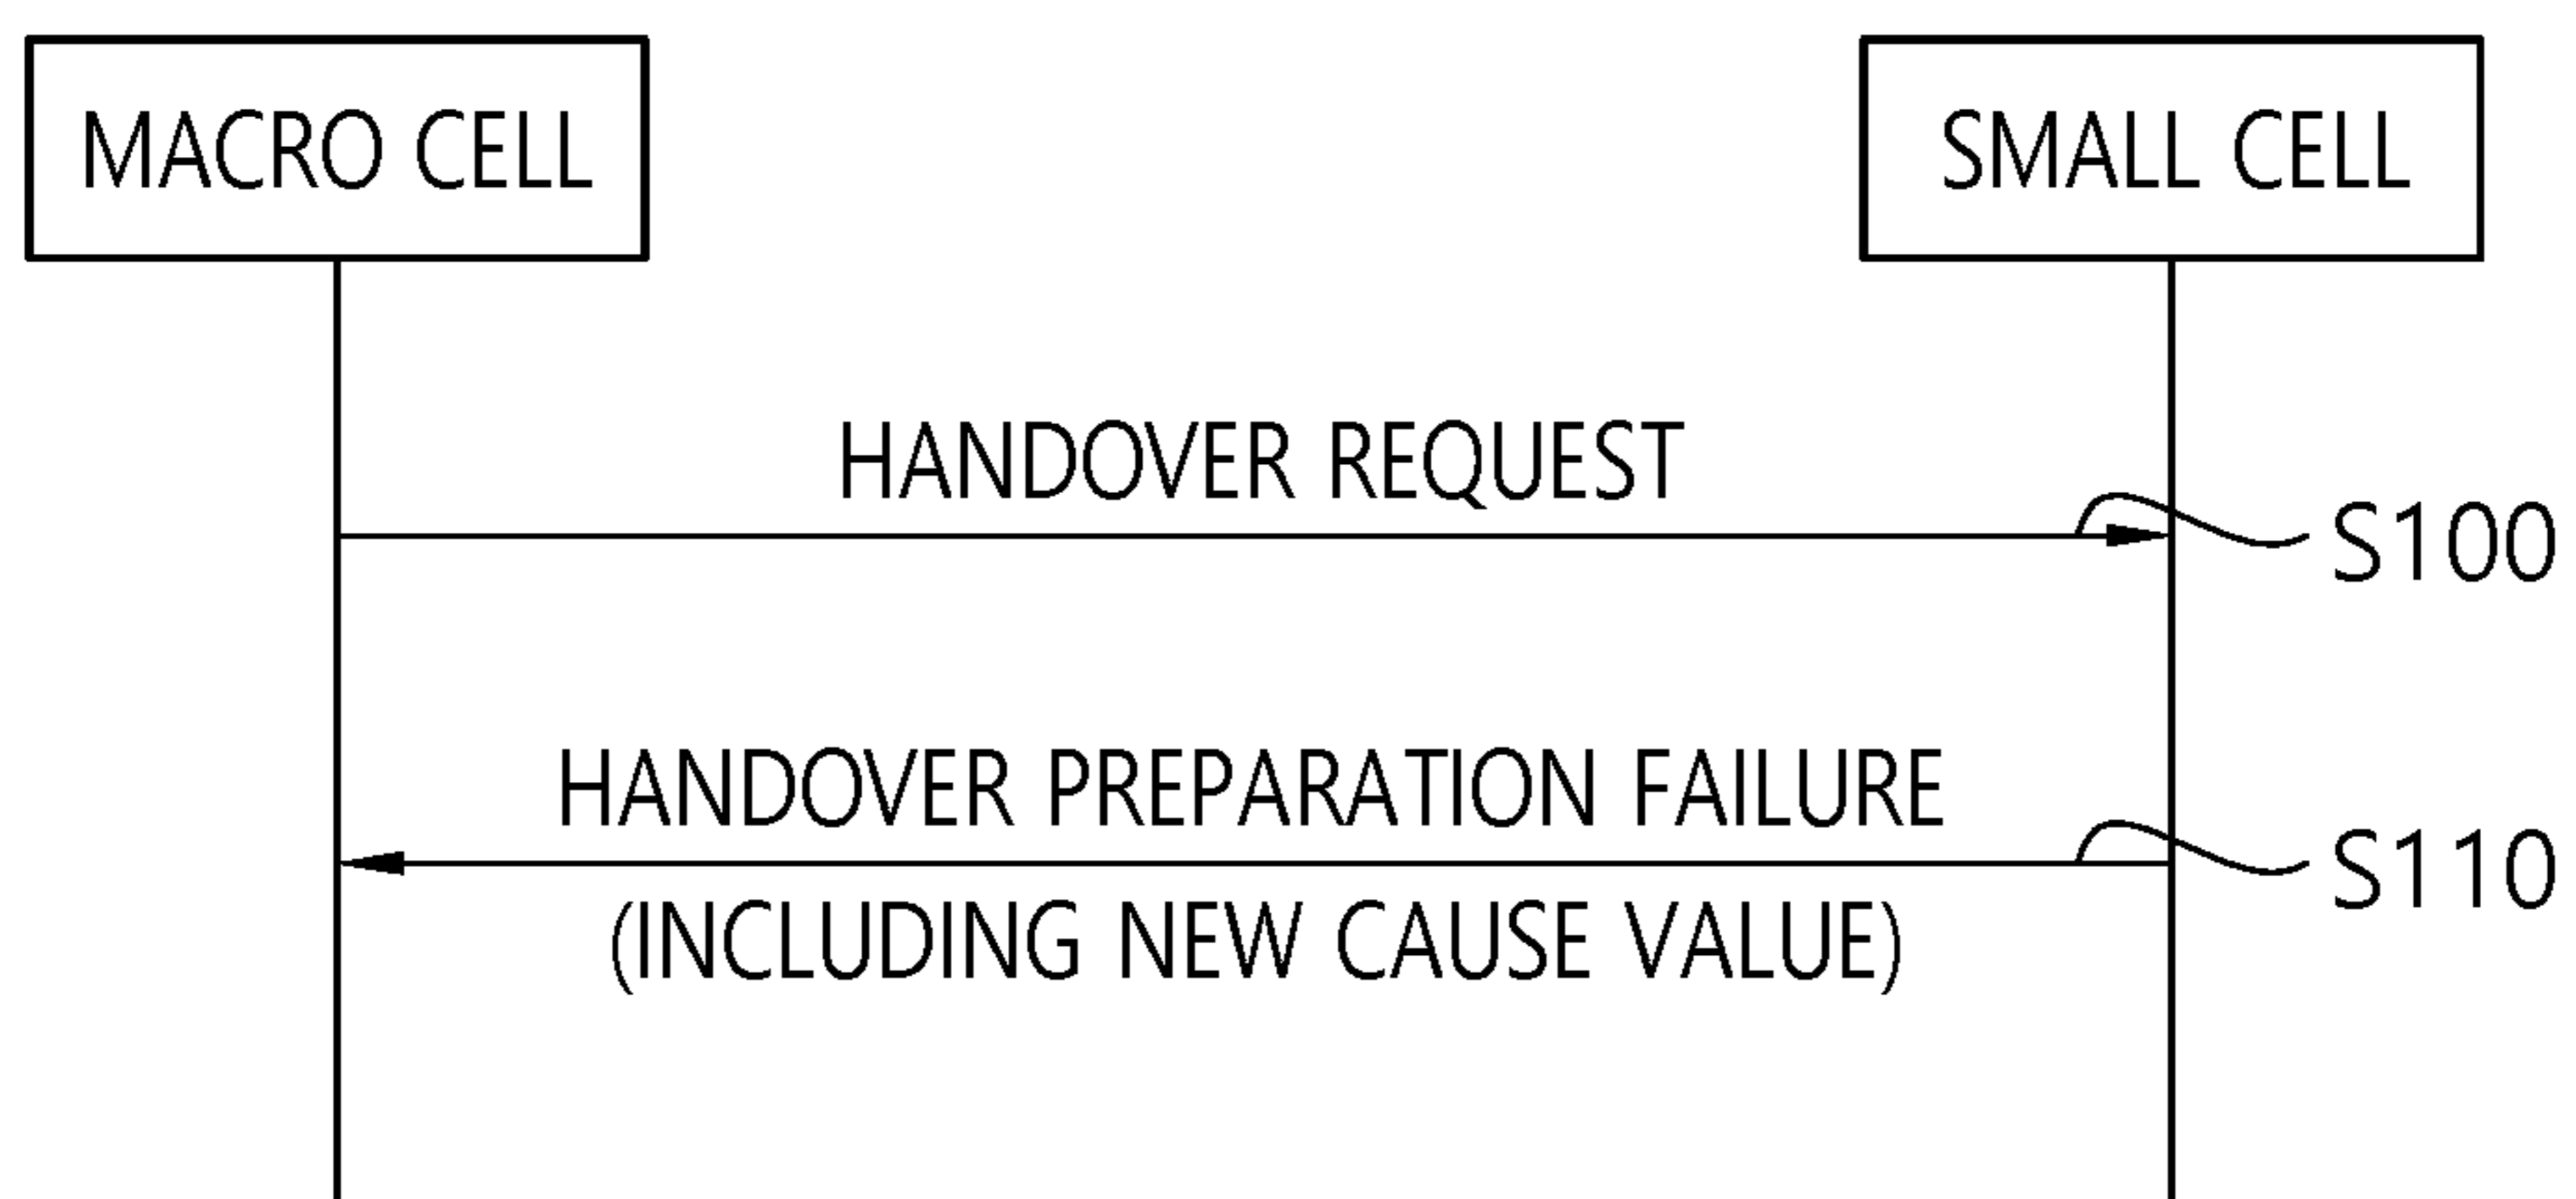 MACRO CELL
SMALL CELL
HANDOVER REQUEST
S100
HANDOVER PREPARATION FAILURE
S110
(INCLUDING NEW CAUSE VALUE)